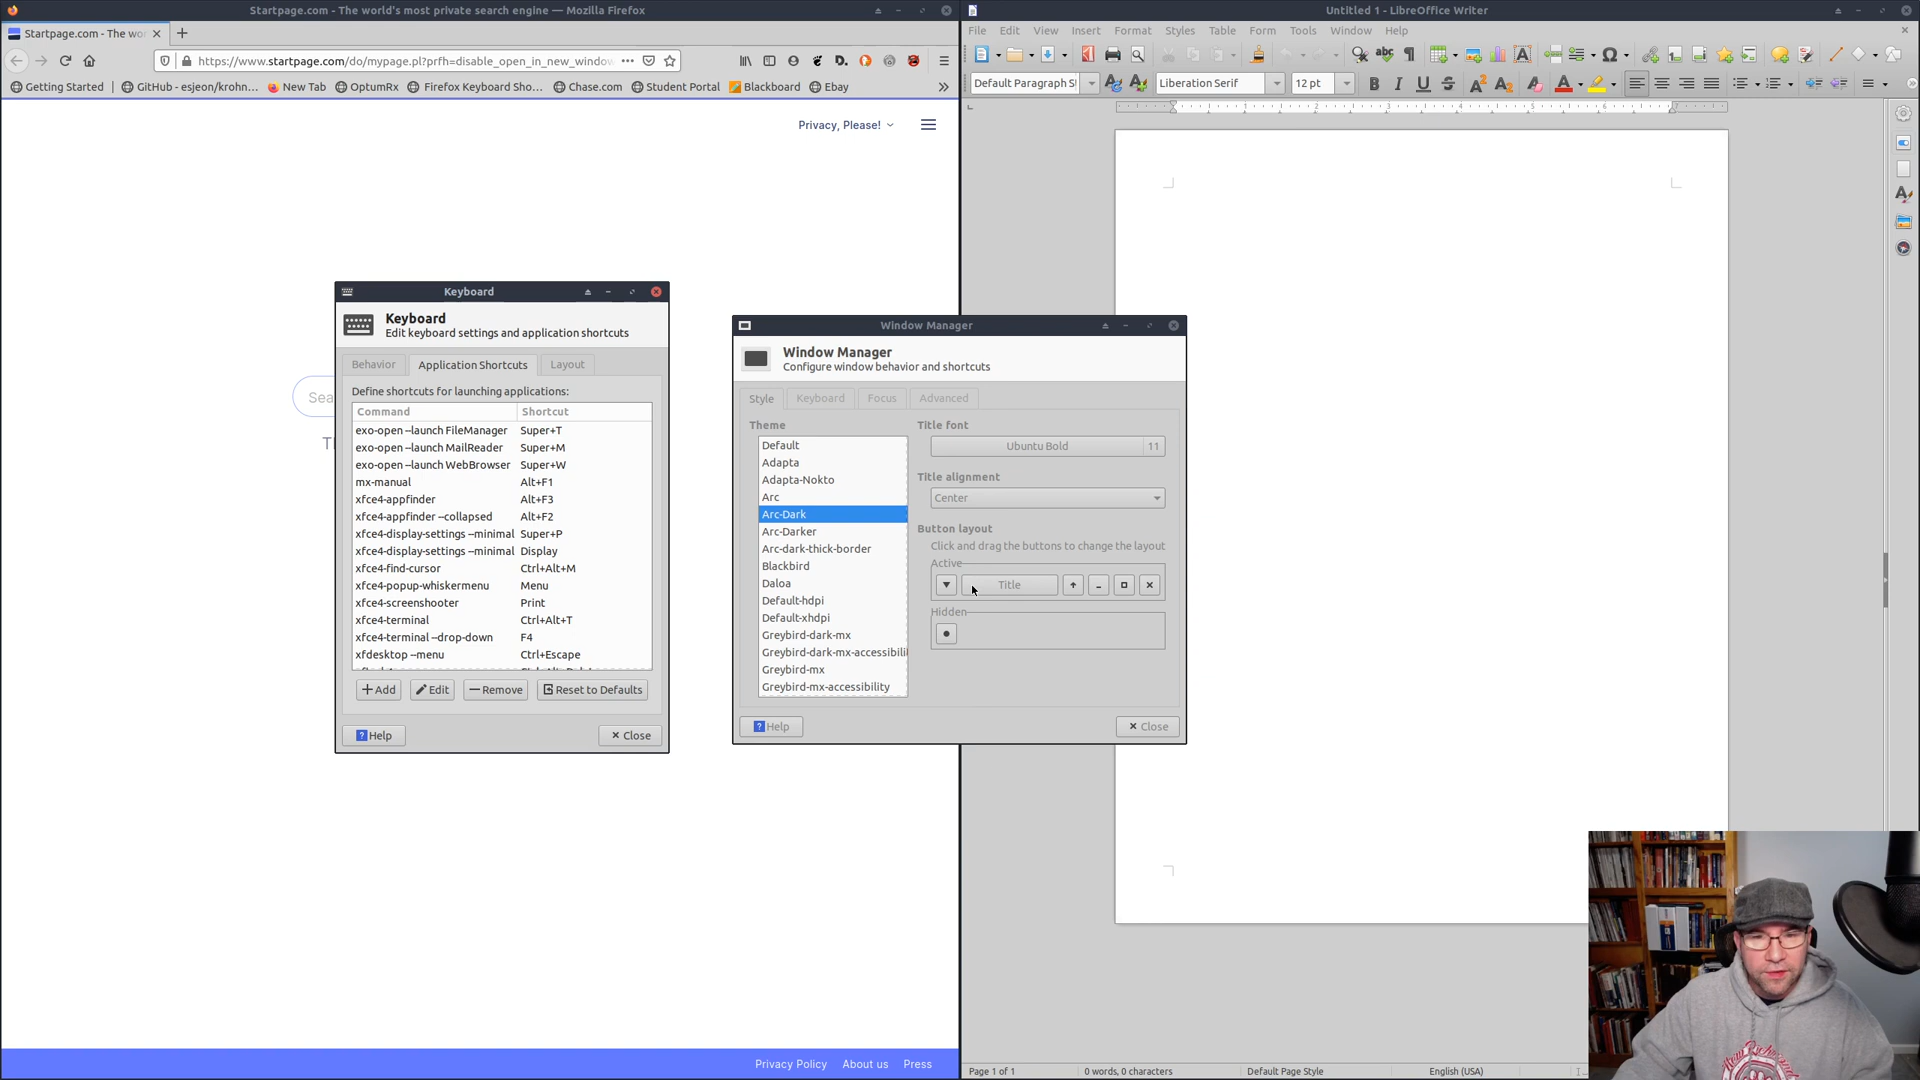 Startpage.com - The world's most private search engine — Mozilla Firefox
Startpage.com - The wor
https://www.startpage.com/do/mypage.pl?prfh=disable_open_in_new_window
Getting Started
GitHub - esjeon/krohn...
New Tab
OptumRx
Firefox Keyboard Sho...
Chase.com
Student Portal
Blackboard
Ebay
Privacy, Please!
Sea
Privacy Policy About us Press
Keyboard
Keyboard
Edit keyboard settings and application shortcuts
Behavior Application Shortcuts Layout
Define shortcuts for launching applications:
Command Shortcut
exo-open --launch FileManager Super+T
exo-open --launch MailReader Super+M
exo-open --launch WebBrowser Super+W
mx-manual Alt+F1
xfce4-appfinder Alt+F3
xfce4-appfinder --collapsed Alt+F2
xfce4-display-settings --minimal Super+P
xfce4-display-settings --minimal Display
xfce4-find-cursor Ctrl+Alt+M
xfce4-popup-whiskermenu Menu
xfce4-screenshooter Print
xfce4-terminal Ctrl+Alt+T
xfce4-terminal --drop-down F4
xfdesktop --menu Ctrl+Escape
Add Edit Remove Reset to Defaults
Help Close
Window Manager
Window Manager
Configure window behavior and shortcuts
Style Keyboard Focus Advanced
Theme
Default
Adapta
Adapta-Nokto
Arc
Arc-Dark
Arc-Darker
Arc-dark-thick-border
Blackbird
Daloa
Default-hdpi
Default-xhdpi
Greybird-dark-mx
Greybird-dark-mx-accessibili
Greybird-mx
Greybird-mx-accessibility
Title font
Ubuntu Bold 11
Title alignment
Center
Button layout
Click and drag the buttons to change the layout
Active
Title
Hidden
Help Close
Untitled 1 - LibreOffice Writer
File Edit View Insert Format Styles Table Form Tools Window Help
Default Paragraph St
Liberation Serif
12 pt
Page 1 of 1
0 words, 0 characters
Default Page Style
English (USA)